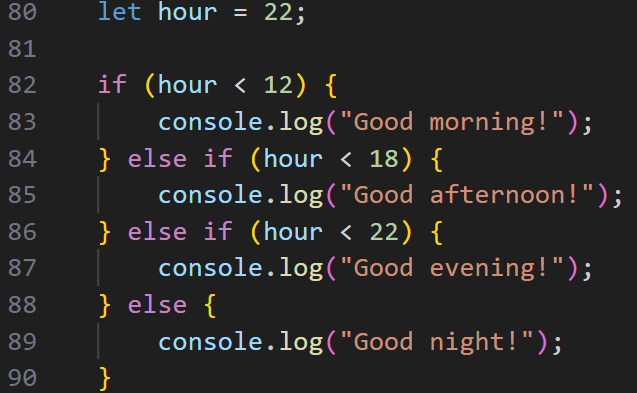 80 let hour = 22;
81
82 if (hour < 12) {
83 console.log("Good morning!");
84 } else if (hour < 18) {
85 console.log("Good afternoon!");
86 } else if (hour < 22) {
87 console.log("Good evening!");
88 } else {
89 console.log("Good night!");
90 }